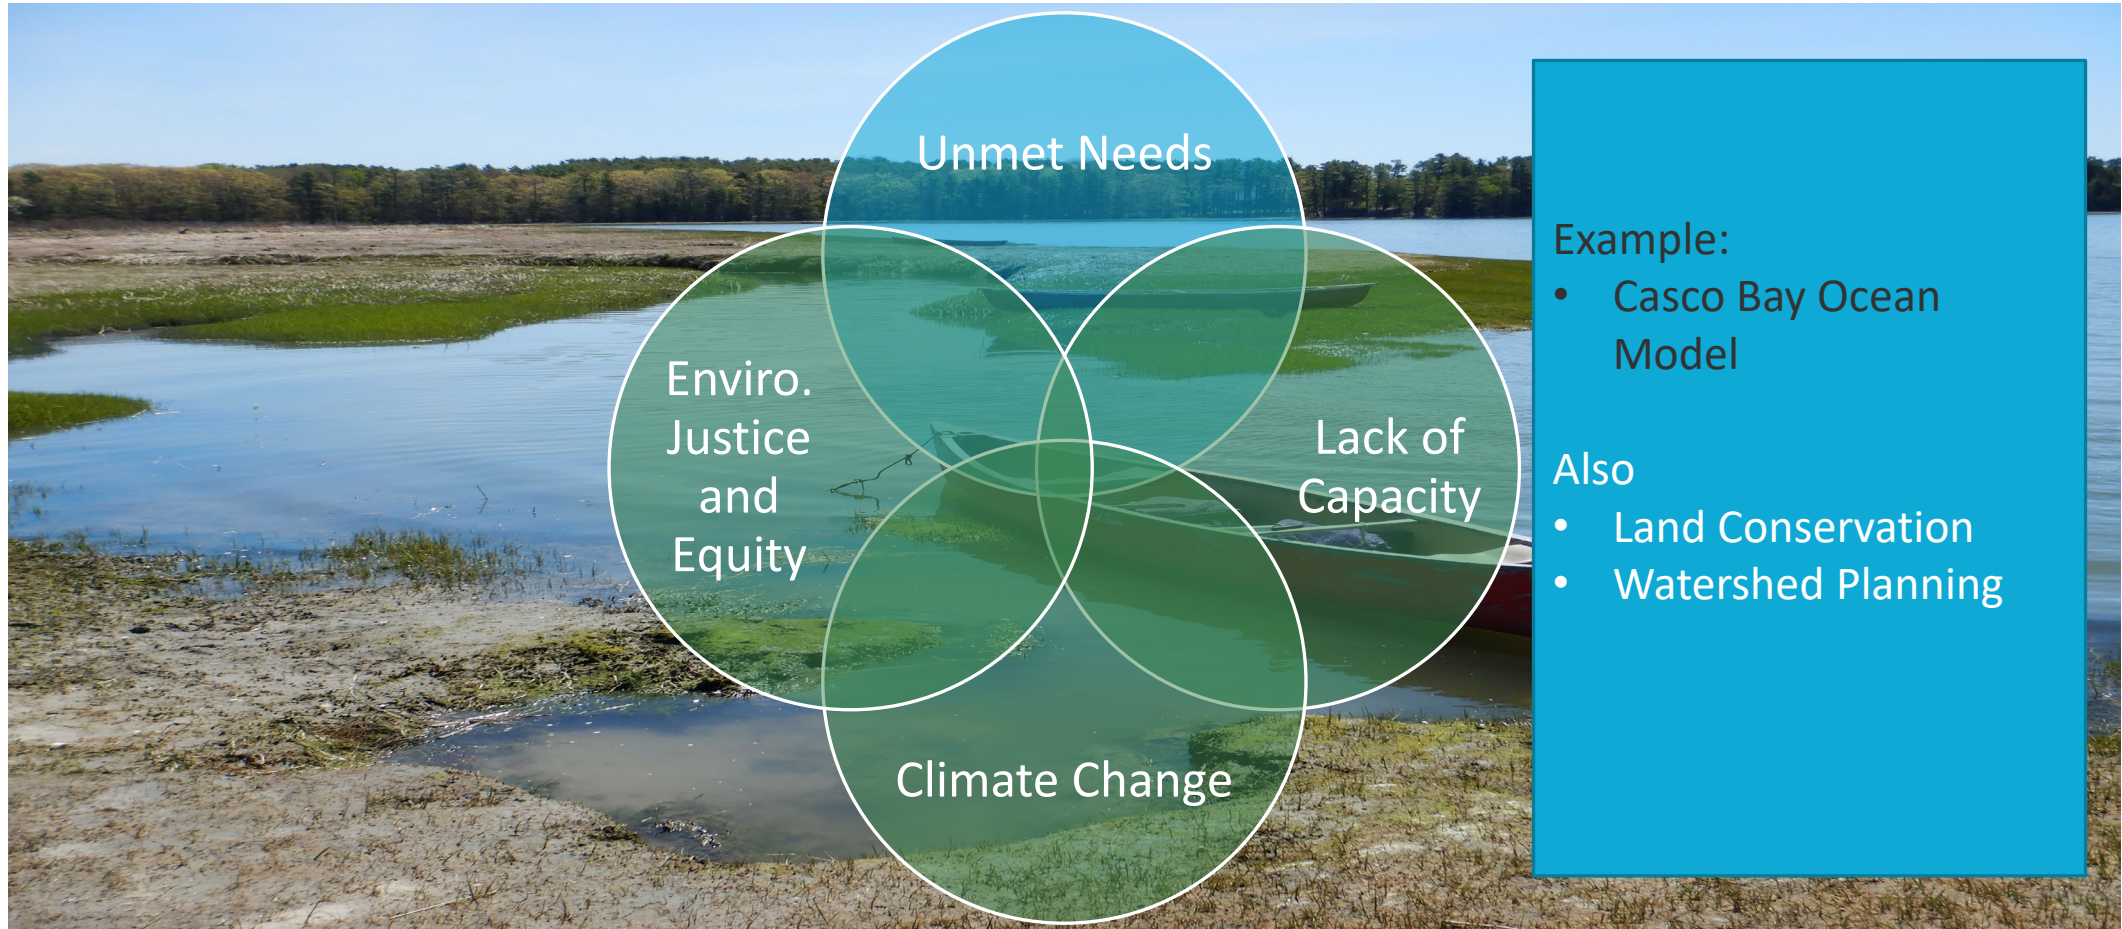 Unmet Needs
Enviro.
Justice
and
Equity
Lack of
Capacity
Climate Change
Example:
• Casco Bay Ocean
Model
Also
• Land Conservation
• Watershed Planning